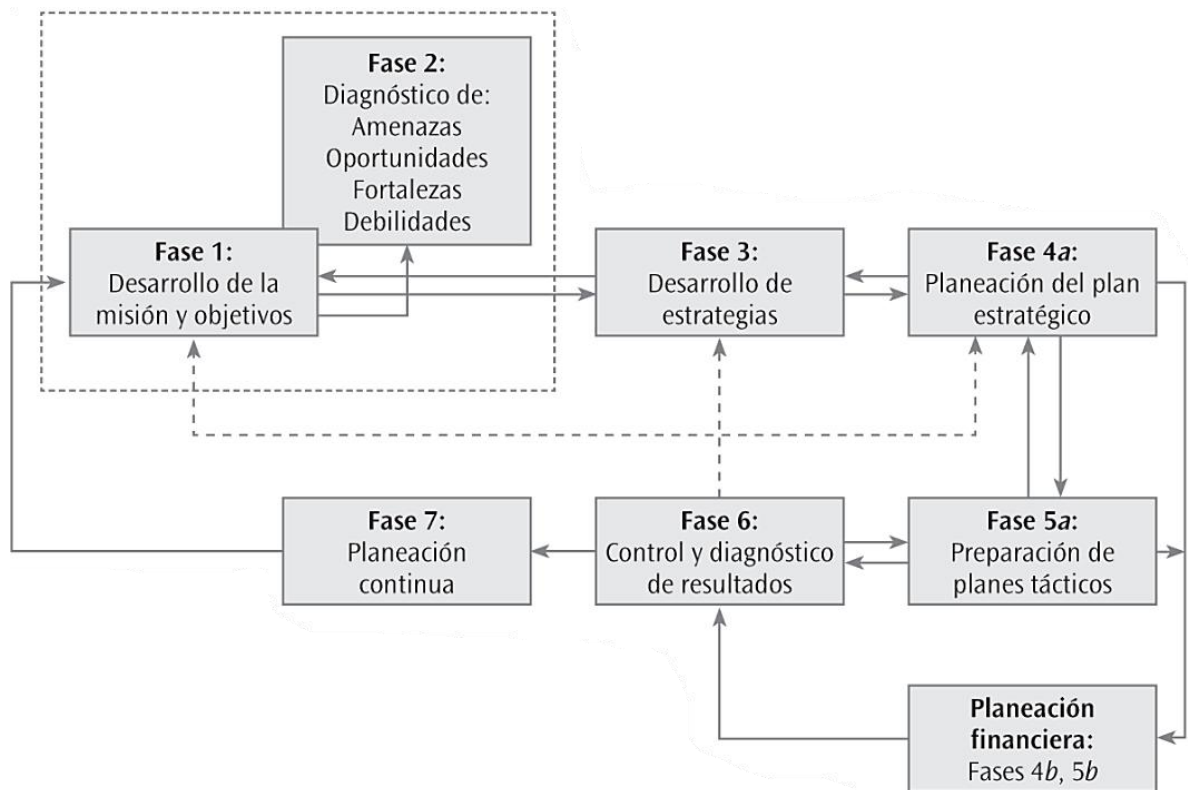 Fase 2:
Diagnóstico de:
Amenazas
Oportunidades
Fortalezas
Debilidades
Fase 1:
Desarrollo de la
misión y objetivos
Fase 3:
Desarrollo de
estrategias
Fase 4a:
Planeación del plan
estratégico
Fase 7:
Planeación
continua
Fase 6:
Control y diagnóstico
de resultados
Fase 5a:
Preparación de
planes tácticos
Planeación
financiera:
Fases 4b, 5b